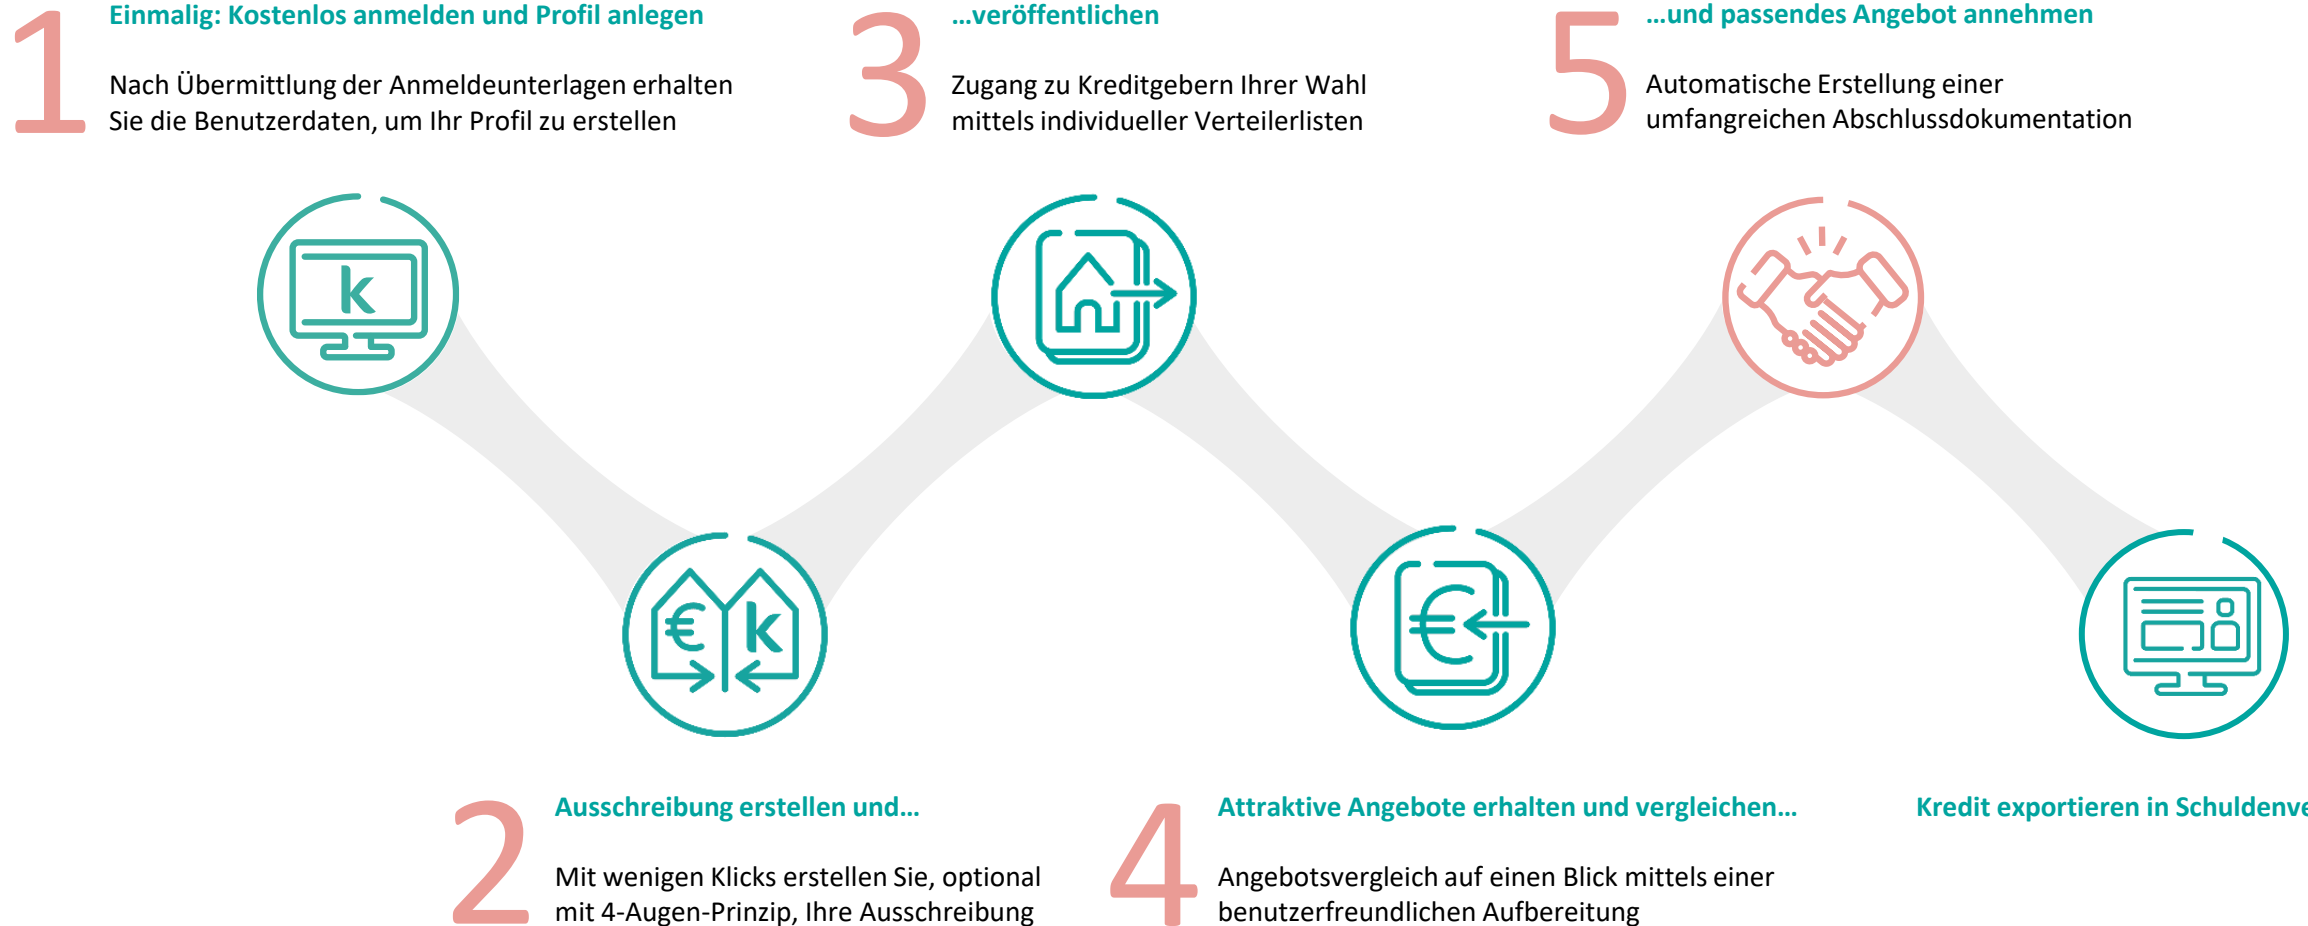 1
Einmalig: Kostenlos anmelden und Profil anlegen
Nach Übermittlung der Anmeldeunterlagen erhalten
Sie die Benutzerdaten, um Ihr Profil zu erstellen
k
2
Ausschreibung erstellen und...
Mit wenigen Klicks erstellen Sie, optional
mit 4-Augen-Prinzip, Ihre Ausschreibung
€ k
3
...veröffentlichen
Zugang zu Kreditgebern Ihrer Wahl
mittels individueller Verteilerlisten
4
Attraktive Angebote erhalten und vergleichen...
Angebotsvergleich auf einen Blick mittels einer
benutzerfreundlichen Aufbereitung
€
5
...und passendes Angebot annehmen
Automatische Erstellung einer
umfangreichen Abschlussdokumentation
Kredit exportieren in